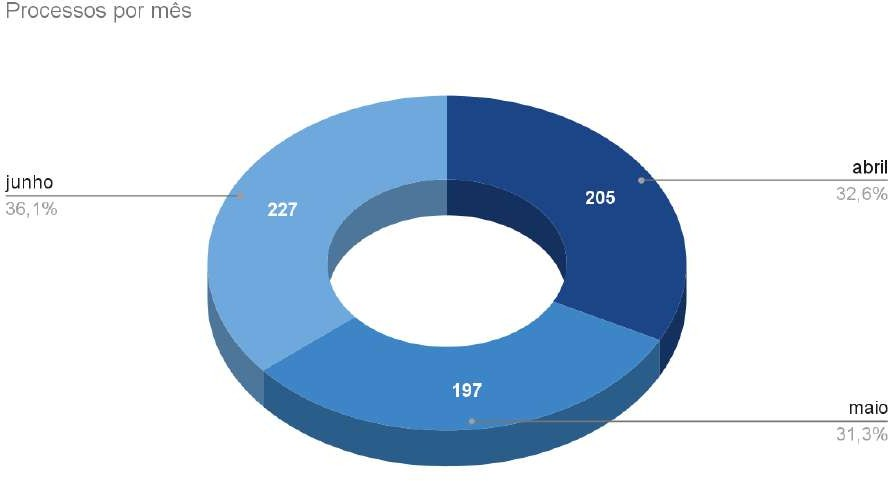 Processos por mês
junho
36,1%
227
205
abril
32,6%
197
maio
31,3%